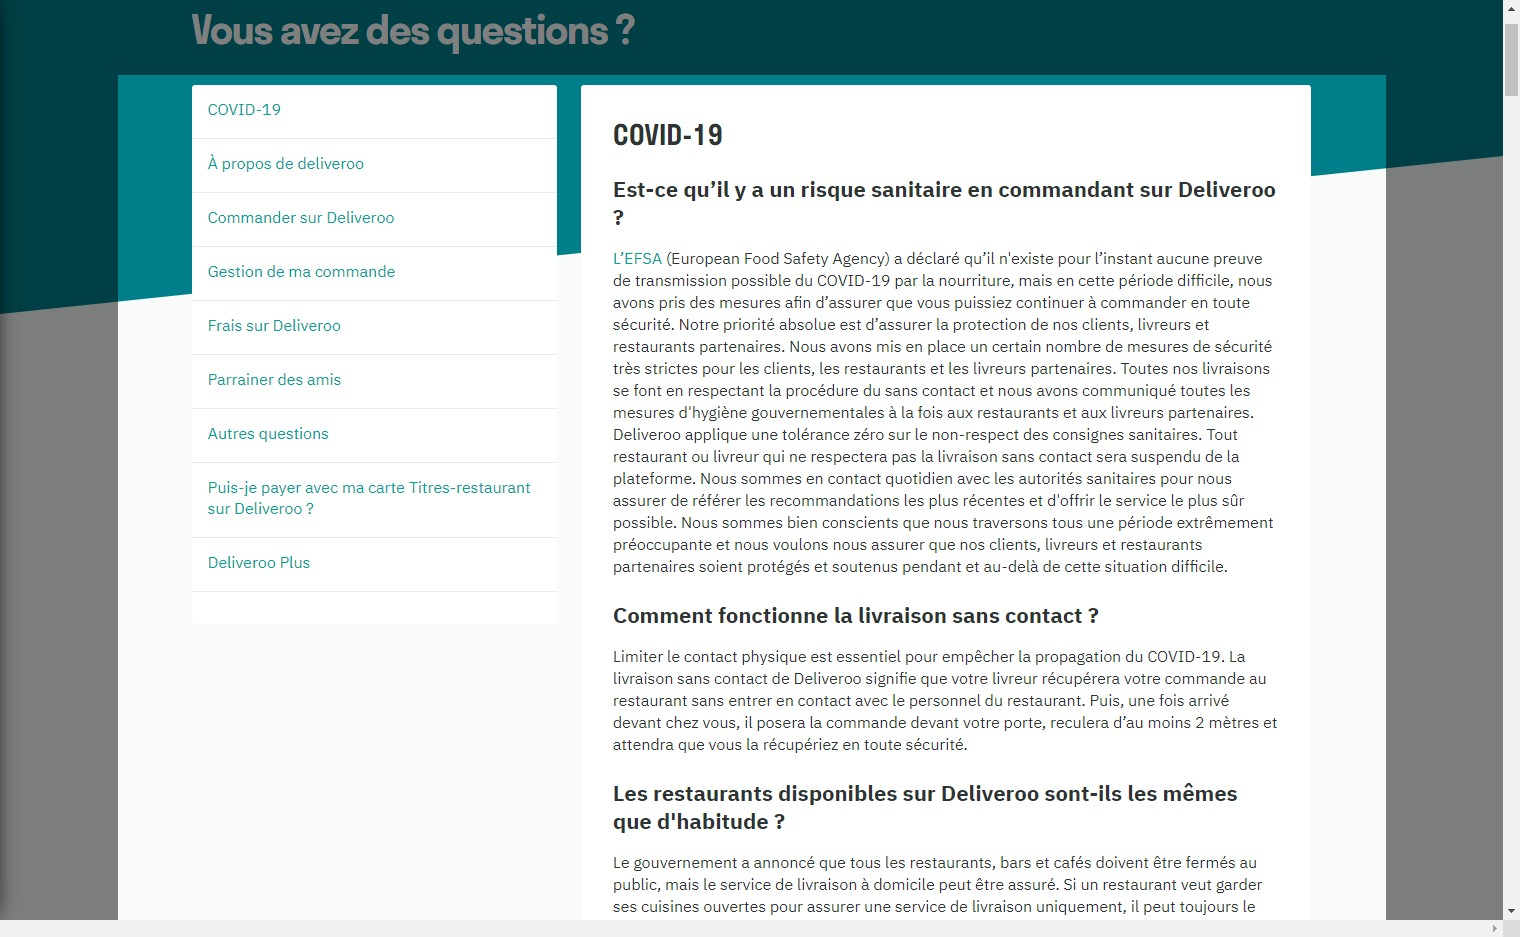 Vous avez des questions ?
COVID-19
À propos de deliveroo
Commander sur Deliveroo
Gestion de ma commande
Frais sur Deliveroo
Parrainer des amis
Autres questions
Puis-je payer avec ma carte Titres-restaurant
sur Deliveroo ?
Deliveroo Plus
COVID-19
Est-ce qu’il y a un risque sanitaire en commandant sur Deliveroo
?
L’EFSA (European Food Safety Agency) a déclaré qu’il n'existe pour l’instant aucune preuve
de transmission possible du COVID-19 par la nourriture, mais en cette période difficile, nous
avons pris des mesures afin d’assurer que vous puissiez continuer à commander en toute
sécurité. Notre priorité absolue est d’assurer la protection de nos clients, livreurs et
restaurants partenaires. Nous avons mis en place un certain nombre de mesures de sécurité
très strictes pour les clients, les restaurants et les livreurs partenaires. Toutes nos livraisons
se font en respectant la procédure du sans contact et nous avons communiqué toutes les
mesures d'hygiène gouvernementales à la fois aux restaurants et aux livreurs partenaires.
Deliveroo applique une tolérance zéro sur le non-respect des consignes sanitaires. Tout
restaurant ou livreur qui ne respectera pas la livraison sans contact sera suspendu de la
plateforme. Nous sommes en contact quotidien avec les autorités sanitaires pour nous
assurer de référer les recommandations les plus récentes et d'offrir le service le plus sûr
possible. Nous sommes bien conscients que nous traversons tous une période extrêmement
préoccupante et nous voulons nous assurer que nos clients, livreurs et restaurants
partenaires soient protégés et soutenus pendant et au-delà de cette situation difficile.
Comment fonctionne la livraison sans contact ?
Limiter le contact physique est essentiel pour empêcher la propagation du COVID-19. La
livraison sans contact de Deliveroo signifie que votre livreur récupérera votre commande au
restaurant sans entrer en contact avec le personnel du restaurant. Puis, une fois arrivé
devant chez vous, il posera la commande devant votre porte, reculera d’au moins 2 mètres et
attendra que vous la récupériez en toute sécurité.
Les restaurants disponibles sur Deliveroo sont-ils les mêmes
que d'habitude ?
Le gouvernement a annoncé que tous les restaurants, bars et cafés doivent être fermés au
public, mais le service de livraison à domicile peut être assuré. Si un restaurant veut garder
ses cuisines ouvertes pour assurer une service de livraison uniquement, il peut toujours le